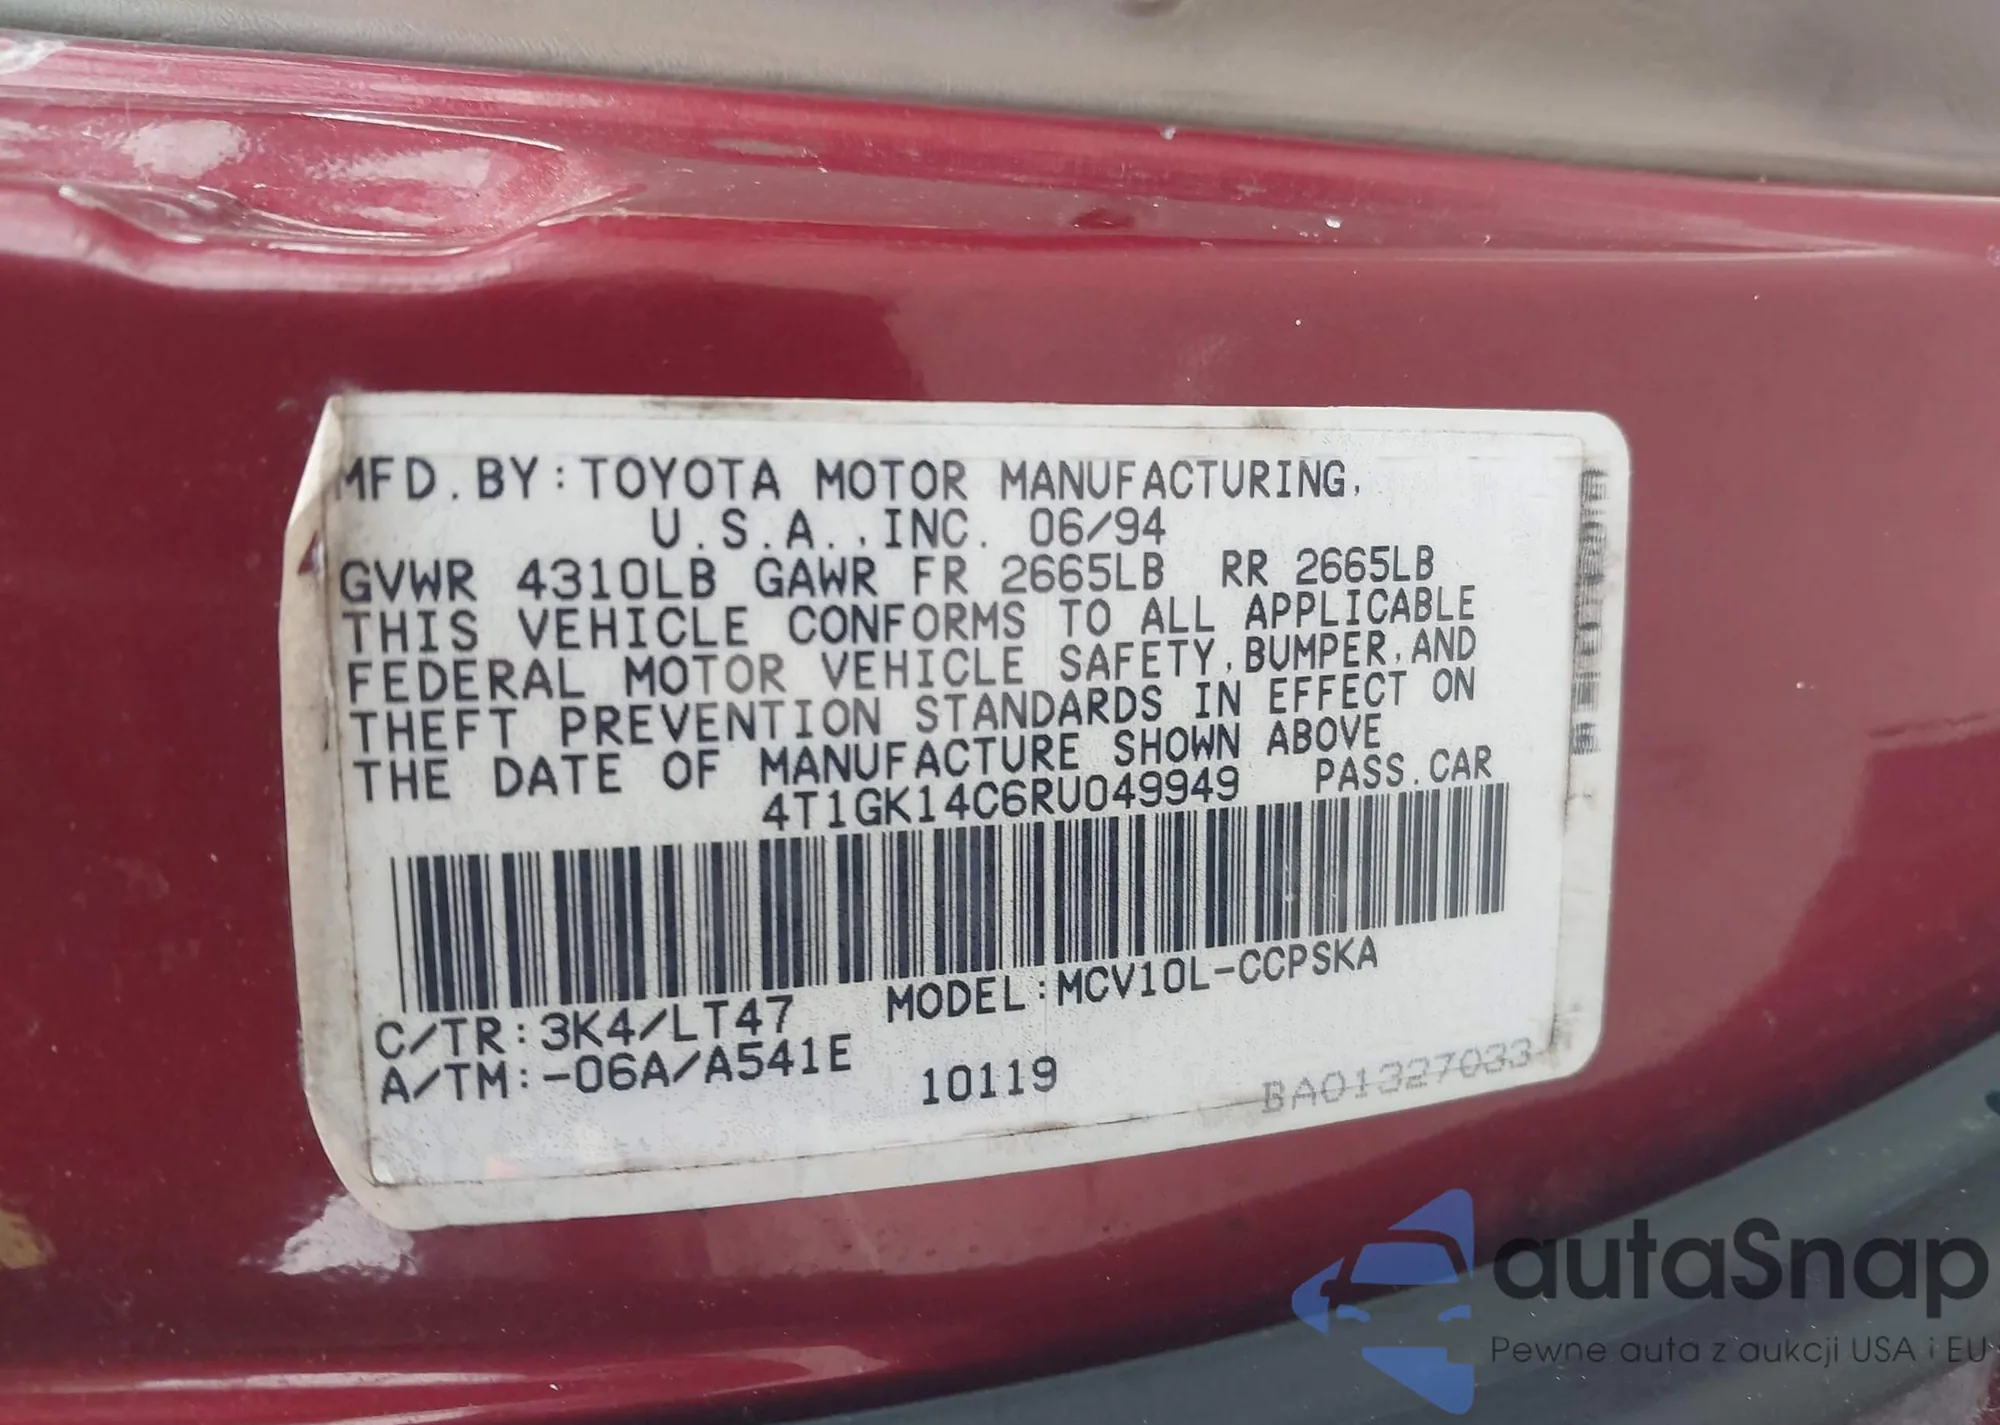 MFD.BY:TOYOTA MOTOR MANUFACTURING,
U.S.A.,INC. 06/94
GVWR 4310LB GAWR FR 2665LB RR 2665LB
THIS VEHICLE CONFORMS TO ALL APPLICABLE
FEDERAL MOTOR VEHICLE SAFETY,BUMPER,AND
THEFT PREVENTION STANDARDS IN EFFECT ON
THE DATE OF MANUFACTURE SHOWN ABOVE
4T1GK14C6RU049949 PASS.CAR
C/TR:3K4/LT47 MODEL:MCV10L-CCPSKA
A/TM:-06A/A541E
10119
BA01327033
autaSnap
Pewne auta z aukcji USA i EU